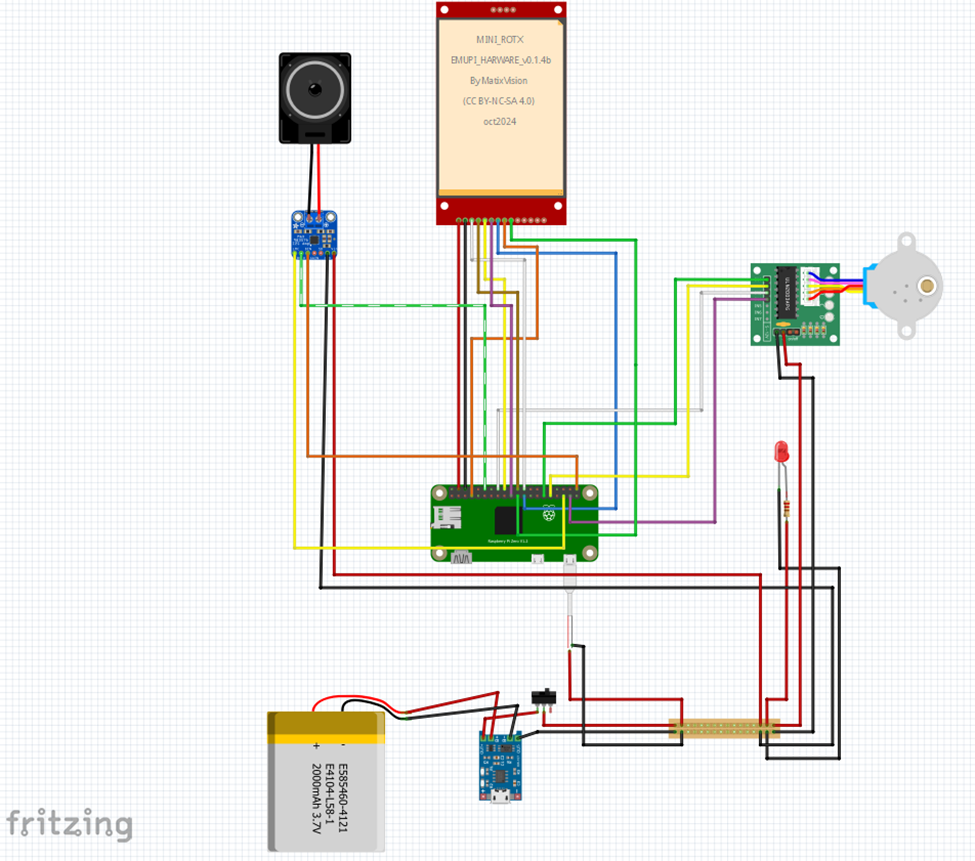 MINI_ROTX
EMUPI_HARWARE_v0.1.4b
By MatixVision
(CC BY-NC-SA 4.0)
oct2024
Raspberry Pi Zero V1.3
+ -
E585460-4121
E4104-L58-1
2000mAh 3.7V
fritzing